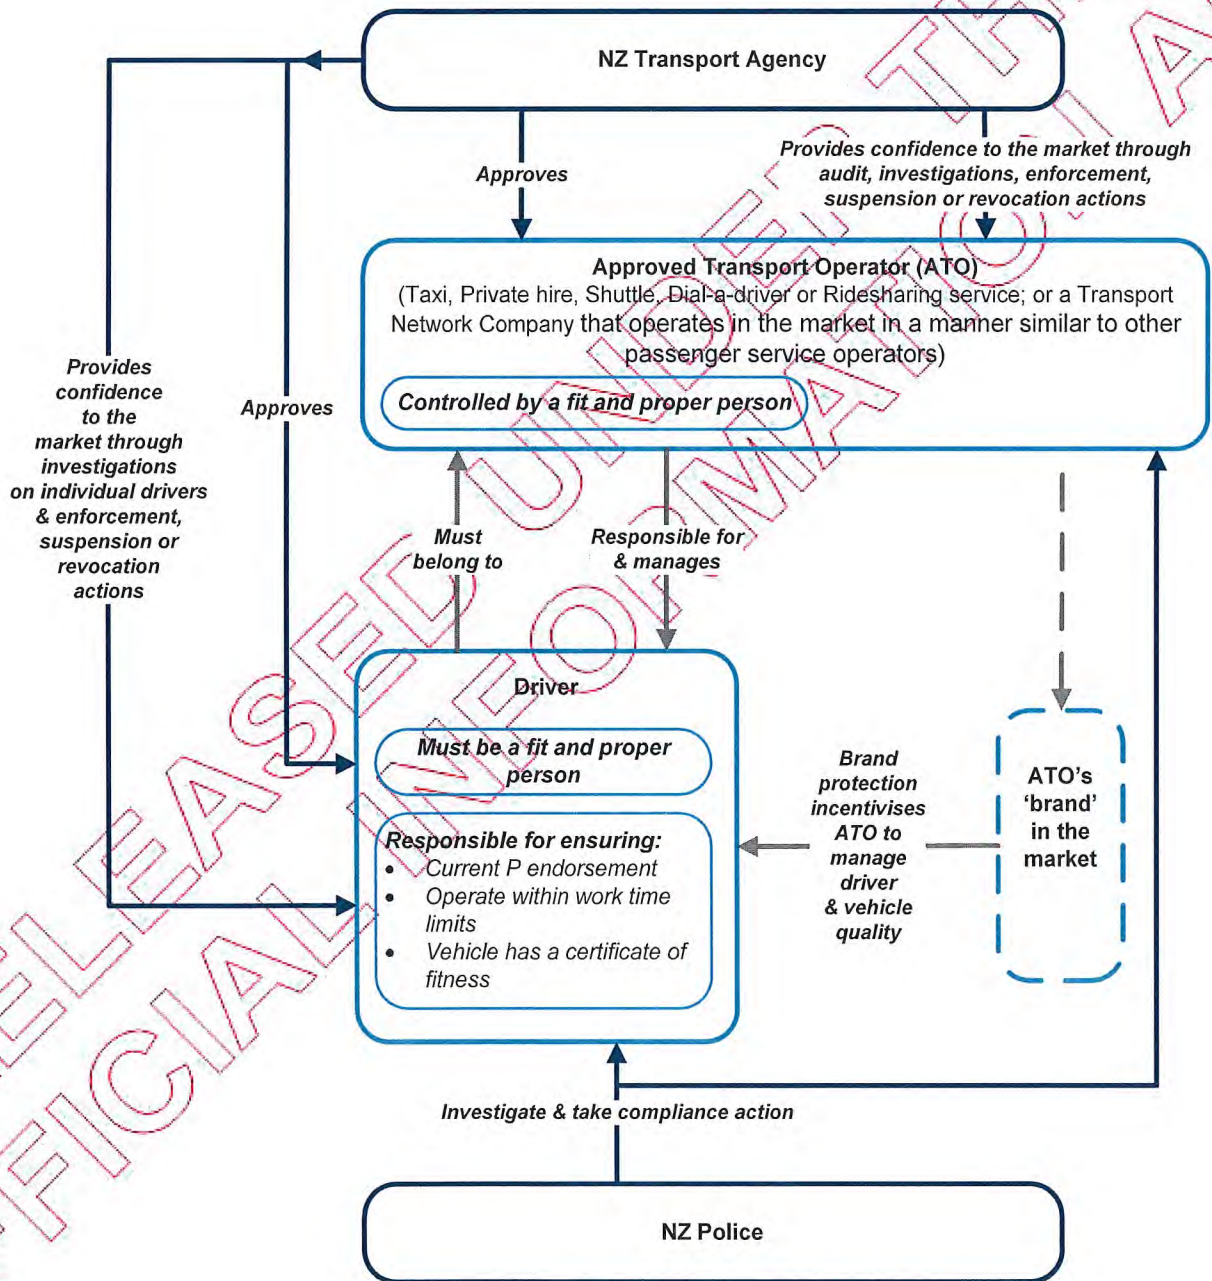 NZ Transport Agency
Approves
Provides confidence to the market through
audit, investigations, enforcement,
suspension or revocation actions
Approved Transport Operator (ATO)
(Taxi, Private hire, Shuttle, Dial-a-driver or Ridesharing service; or a Transport
Network Company that operates in the market in a manner similar to other
passenger service operators)
Controlled by a fit and proper person
Provides
confidence
to the
market through
investigations
on individual drivers
& enforcement,
suspension or
revocation
actions
Approves
Must
belong to
Responsible for
& manages
Driver
Must be a fit and proper
person
Responsible for ensuring:
• Current P endorsement
• Operate within work time
limits
• Vehicle has a certificate of
fitness
Brand
protection
incentivises
ATO to
manage
driver
& vehicle
quality
ATO's
'brand'
in the
market
Investigate & take compliance action
NZ Police
RELEASED UNDER TH
OFFICIAL INFORMATION A